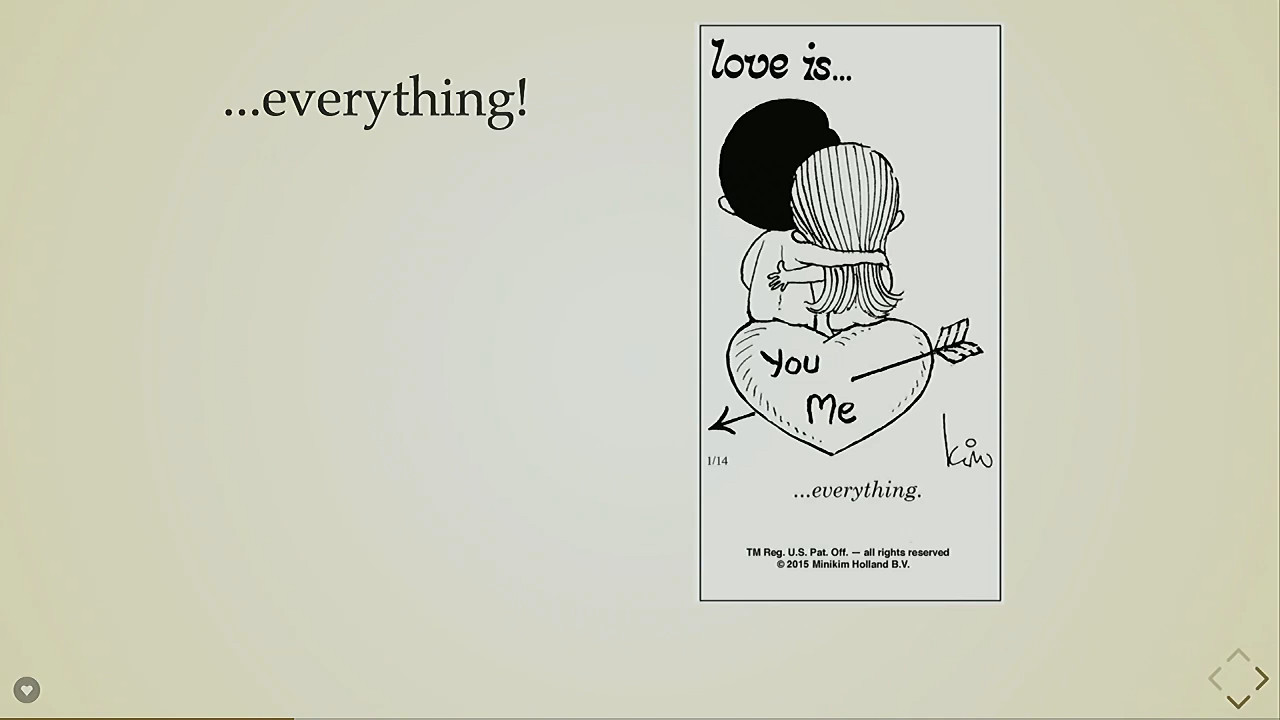 ...everything!
love is...
You
Me
1/14
kim
...everything.
TM Reg. U.S. Pat. Off. — all rights reserved
© 2015 Minikim Holland B.V.